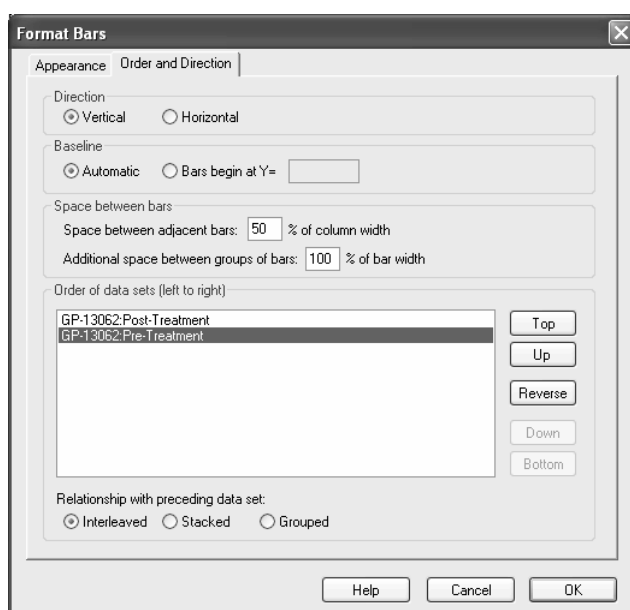 Format Bars
Appearance Order and Direction
Direction
Vertical Horizontal
Baseline
Automatic Bars begin at Y=
Space between bars
Space between adjacent bars: 50 % of column width
Additional space between groups of bars: 100 % of bar width
Order of data sets (left to right)
GP-13062:Post-Treatment
GP-13062:Pre-Treatment
Top
Up
Reverse
Down
Bottom
Relationship with preceding data set:
Interleaved Stacked Grouped
Help Cancel OK